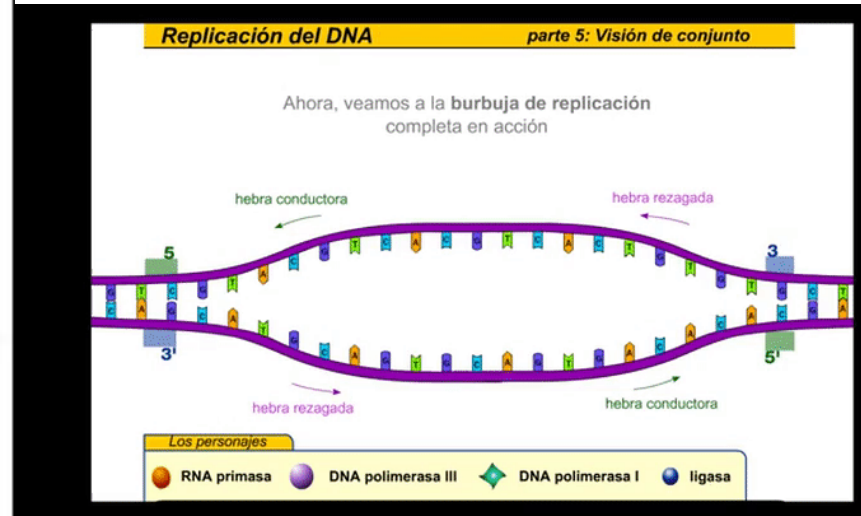 Replicación del DNA parte 5: Visión de conjunto
Ahora, veamos a la burbuja de replicación
completa en acción
hebra conductora hebra rezagada
5 3
G T C G T A C G T C A C G T C A C T G T G T G C T
C A G C A T G C A G T G C A G T G A C A C A C G A
3' 5'
hebra rezagada hebra conductora
Los personajes
RNA primasa DNA polimerasa III DNA polimerasa I ligasa